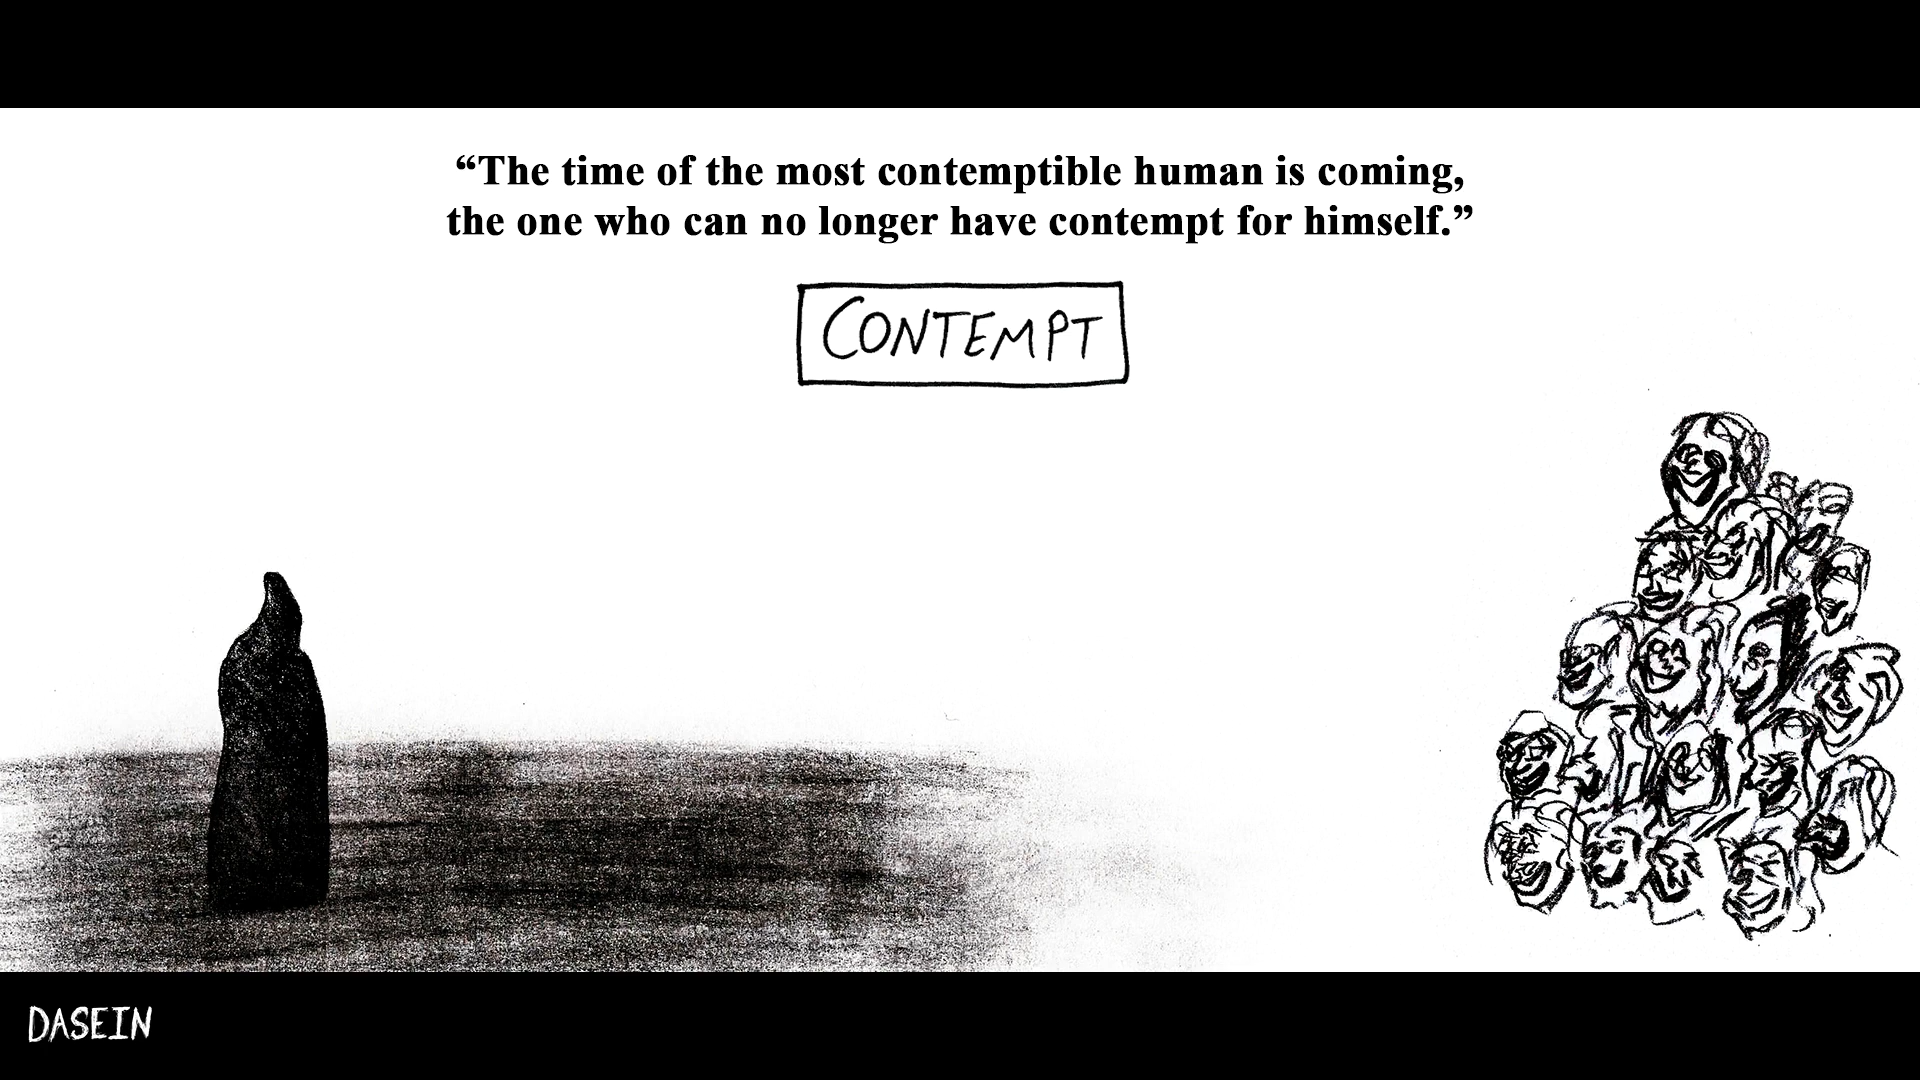 “The time of the most contemptible human is coming,
the one who can no longer have contempt for himself.”
CONTEMPT
DASEIN